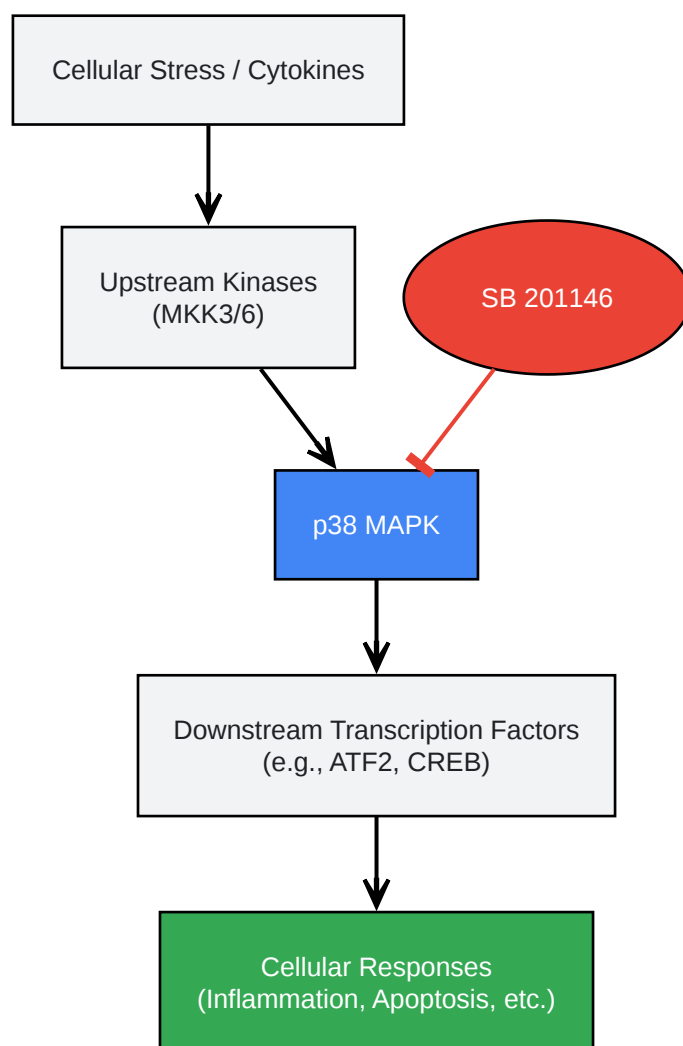 Cellular Stress / Cytokines
Upstream Kinases
(MKK3/6)
SB 201146
p38 MAPK
Downstream Transcription Factors
(e.g., ATF2, CREB)
Cellular Responses
(Inflammation, Apoptosis, etc.)